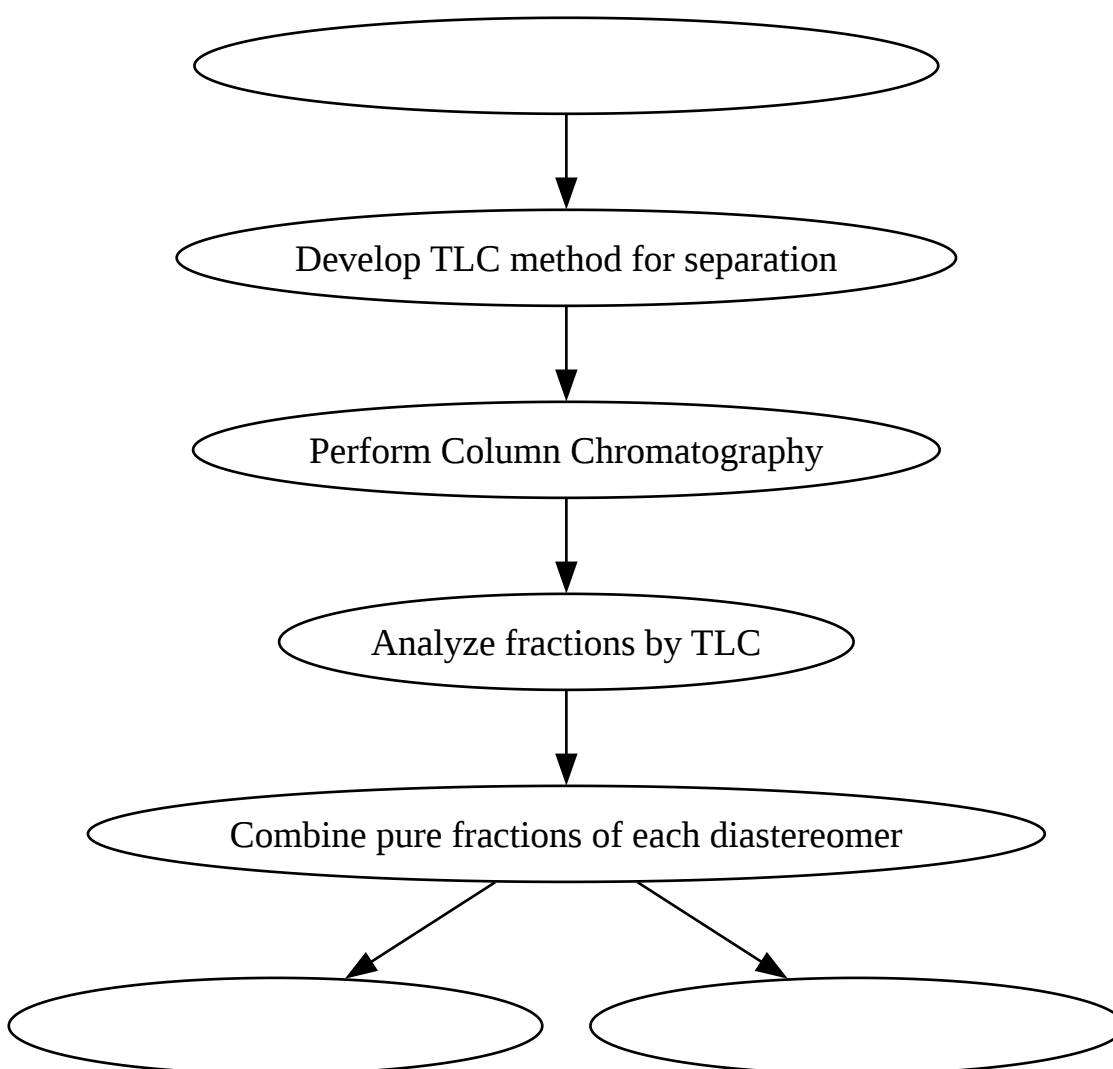 Develop TLC method for separation
Perform Column Chromatography
Analyze fractions by TLC
Combine pure fractions of each diastereomer